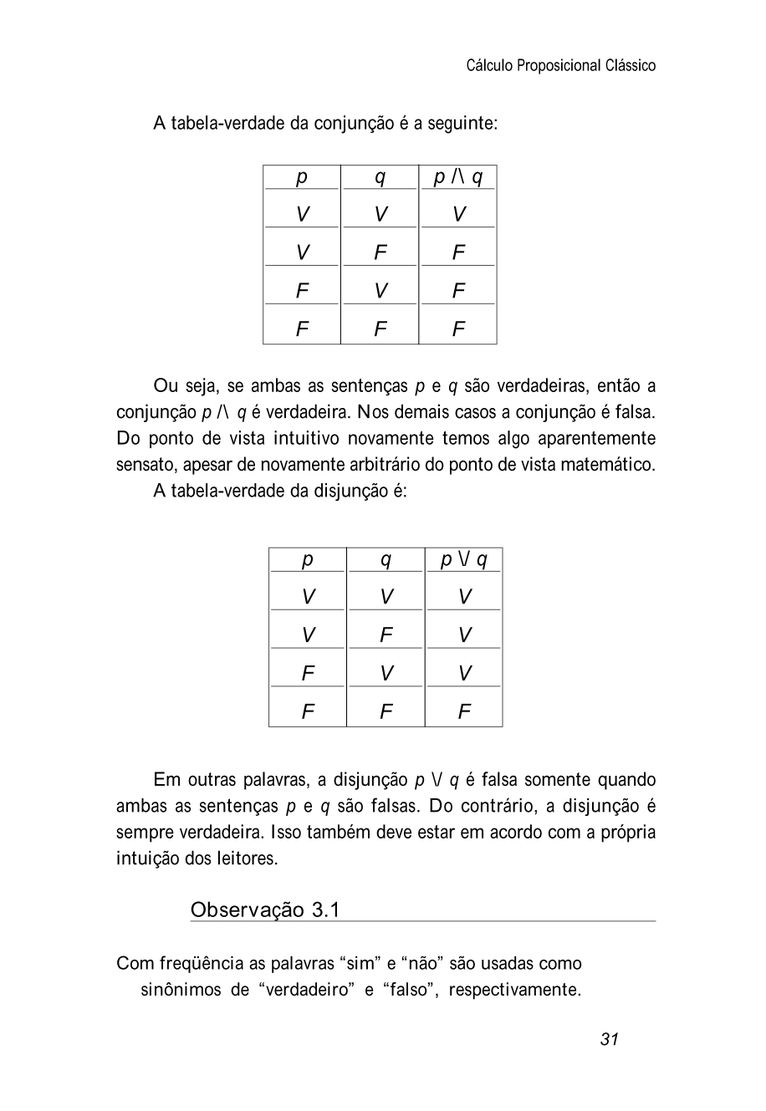 Cálculo Proposicional Clássico
A tabela-verdade da conjunção é a seguinte:
p q p /\ q
V V V
V F F
F V F
F F F
Ou seja, se ambas as sentenças p e q são verdadeiras, então a
conjunção p /\ q é verdadeira. Nos demais casos a conjunção é falsa.
Do ponto de vista intuitivo novamente temos algo aparentemente
sensato, apesar de novamente arbitrário do ponto de vista matemático.
A tabela-verdade da disjunção é:
p q p \/ q
V V V
V F V
F V V
F F F
Em outras palavras, a disjunção p \/ q é falsa somente quando
ambas as sentenças p e q são falsas. Do contrário, a disjunção é
sempre verdadeira. Isso também deve estar em acordo com a própria
intuição dos leitores.
Observação 3.1
Com freqüência as palavras “sim” e “não” são usadas como
sinônimos de “verdadeiro” e “falso”, respectivamente.
31